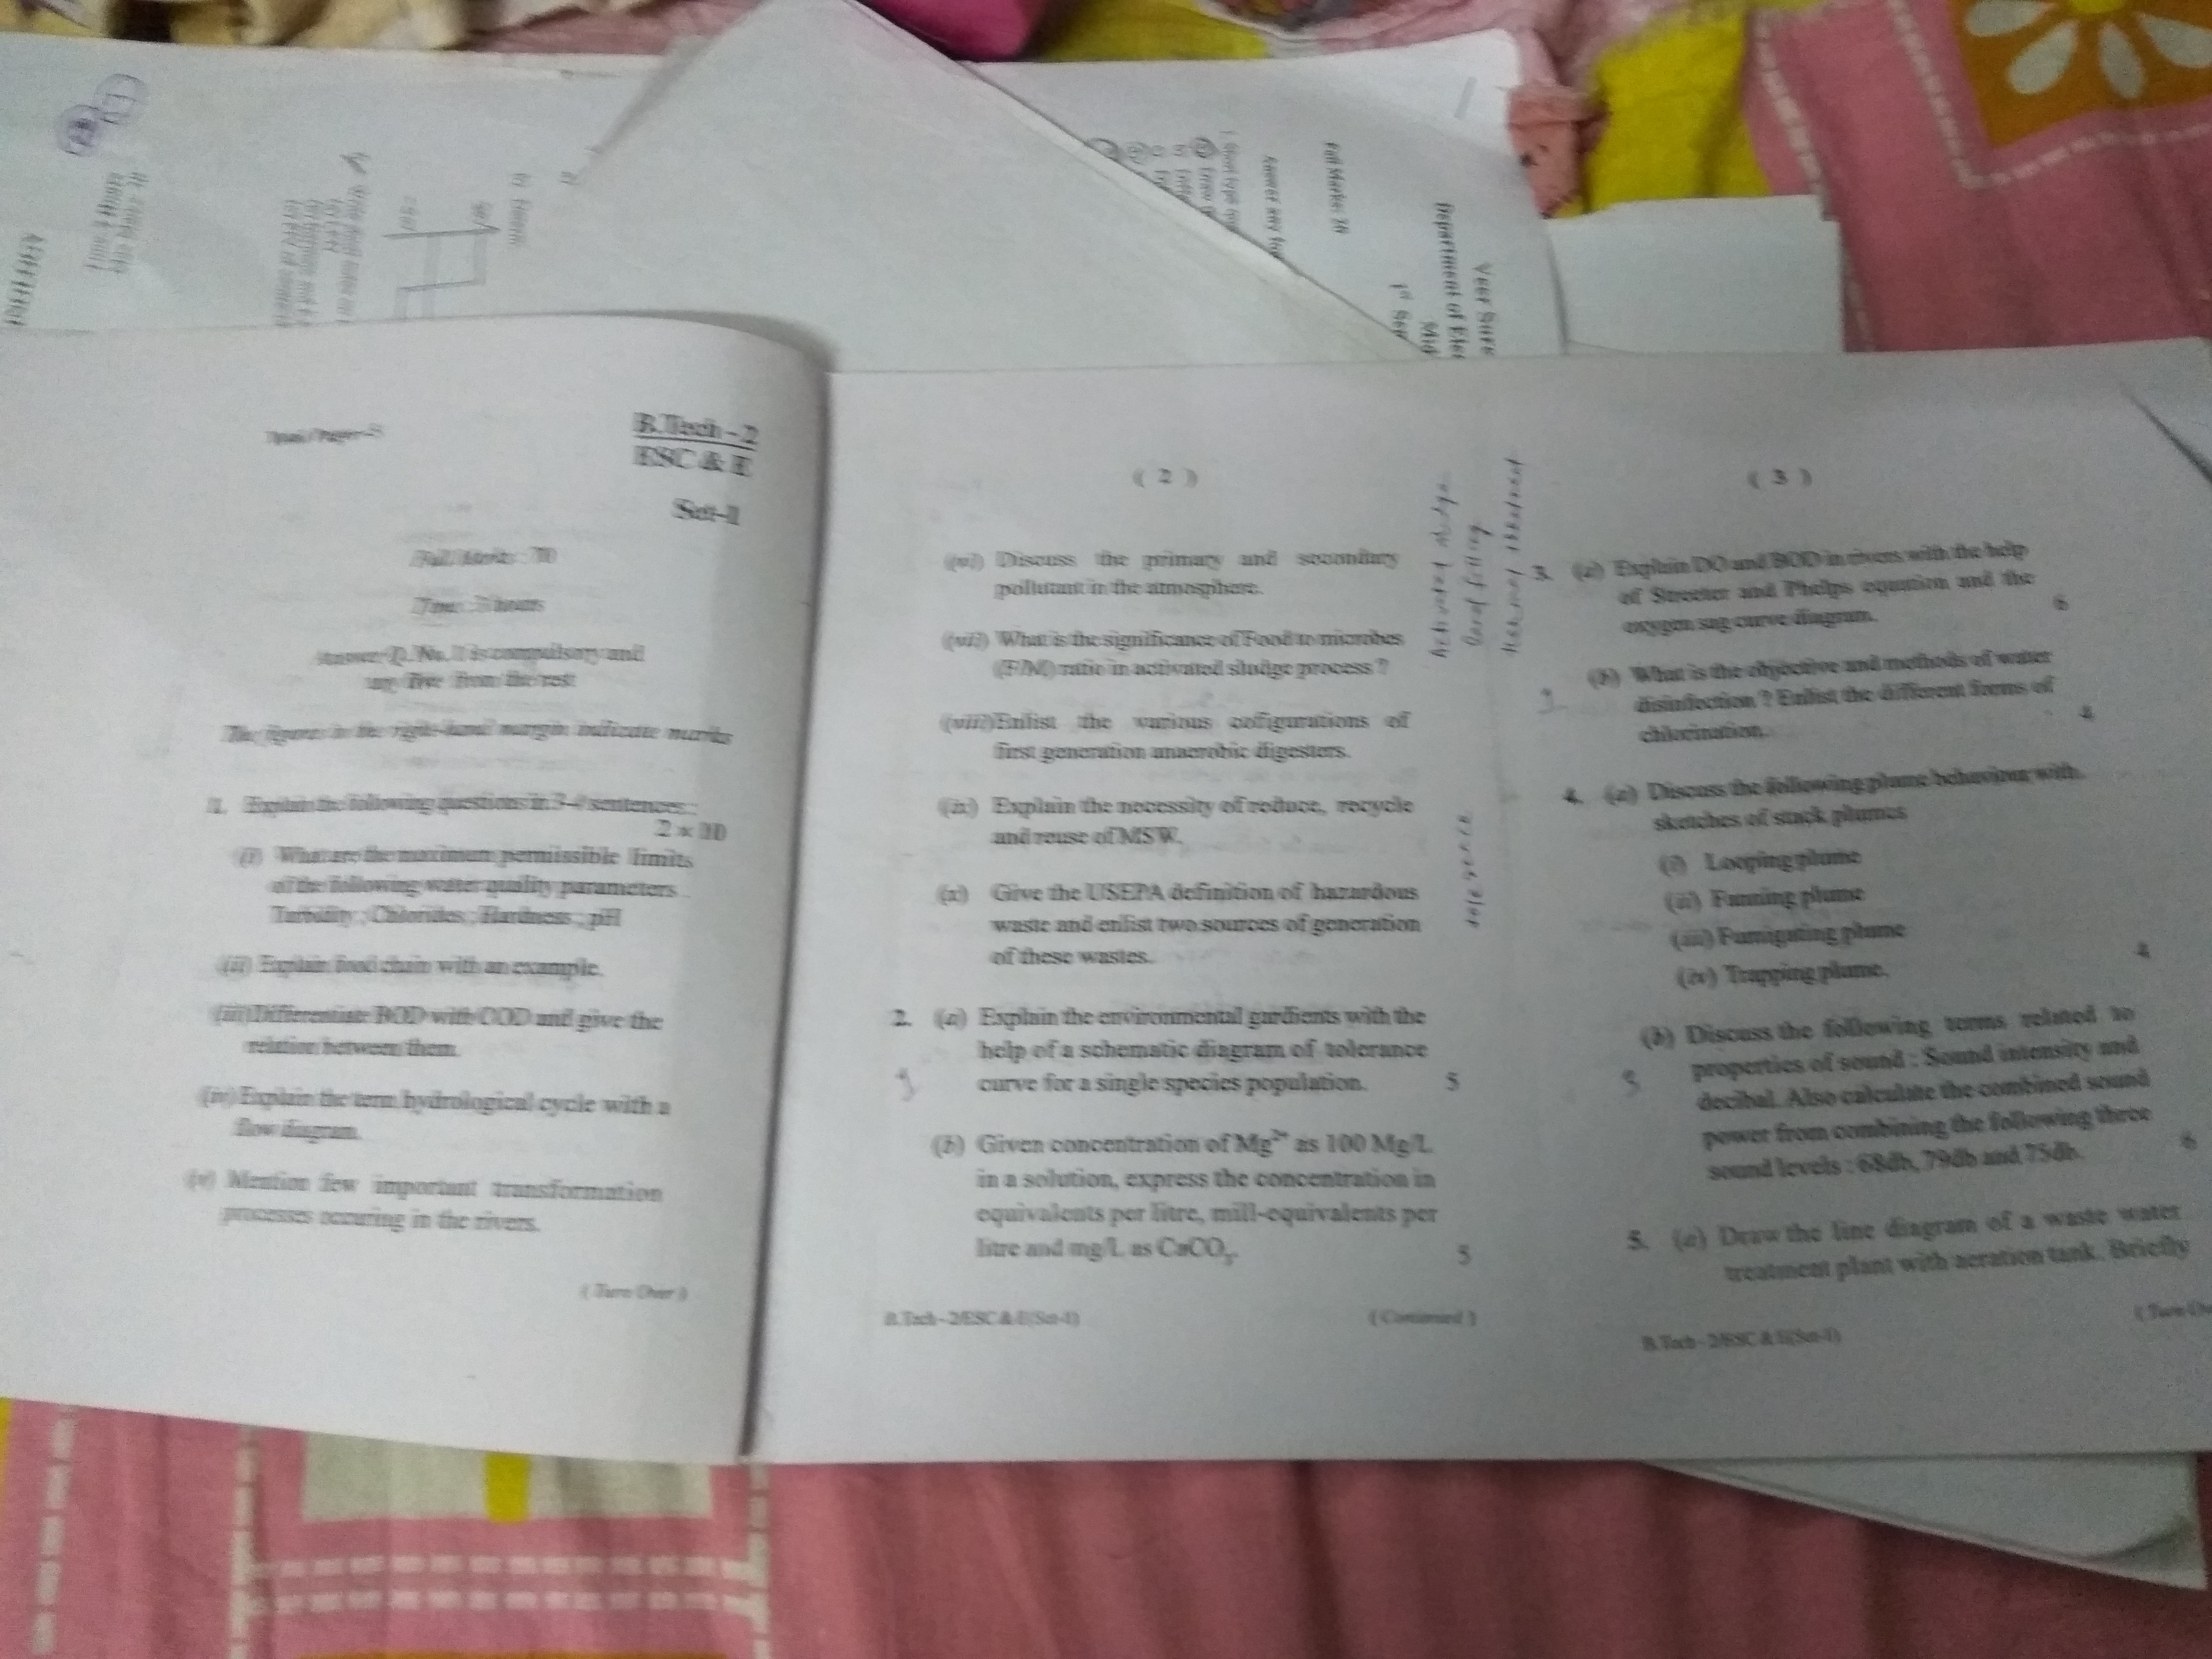 B.Tech - 2
ESC & E
Set-1
Full Marks : 70
Time : 3 hours
Answer Q. No. 1 is compulsory and
any five from the rest
The figures in the right-hand margin indicate marks
1. Explain the following questions in 3-4 sentences :
2 × 10
(i) What are the maximum permissible limits
of the following water quality parameters
Turbidity ; Chlorides ; Hardness ; pH
(ii) Explain food chain with an example.
(iii) Differentiate BOD with COD and give the
relation between them.
(iv) Explain the term hydrological cycle with a
flow diagram.
(v) Mention few important transformation
processes occuring in the rivers.
( Turn Over )
( 2 )
(vi) Discuss the primary and secondary
pollutant in the atmosphere.
(vii) What is the significance of Food to microbes
(F/M) ratio in activated sludge process ?
(viii) Enlist the various cofigurations of
first generation anaerobic digesters.
(ix) Explain the necessity of reduce, recycle
and reuse of MSW.
(x) Give the USEPA definition of hazardous
waste and enlist two sources of generation
of these wastes.
2. (a) Explain the environmental gardients with the
help of a schematic diagram of tolerance
curve for a single species population. 5
(b) Given concentration of Mg²⁺ as 100 Mg/L
in a solution, express the concentration in
equivalents per litre, mill-equivalents per
litre and mg/L as CaCO₃. 5
B.Tech - 2/ESC & E(Set-1) ( Continued )
( 3 )
3. (a) Explain DO and BOD in rivers with the help
of Streeter and Phelps equation and the
oxygen sag curve diagram. 6
(b) What is the objective and methods of water
disinfection ? Enlist the different forms of
chlorination. 4
4. (a) Discuss the following plume behaviour with
sketches of stack plumes
(i) Looping plume
(ii) Fanning plume
(iii) Fumigating plume
(iv) Trapping plume. 4
(b) Discuss the following terms related to
properties of sound : Sound intensity and
decibal. Also calculate the combined sound
power from combining the following three
sound levels : 68db, 79db and 75db. 6
5. (a) Draw the line diagram of a waste water
treatment plant with aeration tank. Briefly
B.Tech - 2/ESC & E(Set-1) ( Turn
Full Marks: 
Answer any
Department of
Veer
Mid